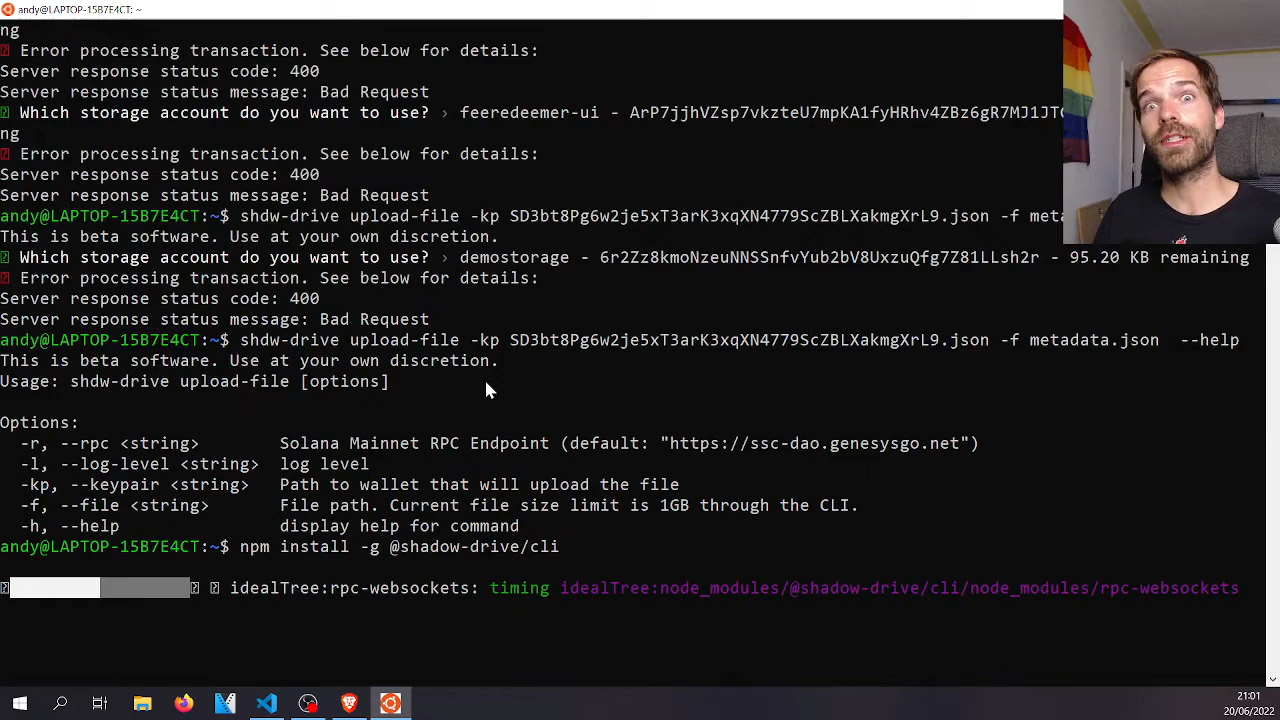 andy@LAPTOP-15B7E4CT: ~
ng
Error processing transaction. See below for details:
Server response status code: 400
Server response status message: Bad Request
Which storage account do you want to use? › feeredeemer-ui - ArP7jjhVZsp7vkzteU7mpKA1fyHRhv4ZBz6gR7MJ1JT
ng
Error processing transaction. See below for details:
Server response status code: 400
Server response status message: Bad Request
andy@LAPTOP-15B7E4CT:~$ shdw-drive upload-file -kp SD3bt8Pg6w2je5xT3arK3xqXN4779ScZBLXakmgXrL9.json -f meta
This is beta software. Use at your own discretion.
Which storage account do you want to use? › demostorage - 6r2Zz8kmoNzeuNNSSnfvYub2bV8UxzuQfg7Z81LLsh2r - 95.20 KB remaining
Error processing transaction. See below for details:
Server response status code: 400
Server response status message: Bad Request
andy@LAPTOP-15B7E4CT:~$ shdw-drive upload-file -kp SD3bt8Pg6w2je5xT3arK3xqXN4779ScZBLXakmgXrL9.json -f metadata.json --help
This is beta software. Use at your own discretion.
Usage: shdw-drive upload-file [options]
Options:
-r, --rpc <string> Solana Mainnet RPC Endpoint (default: "https://ssc-dao.genesysgo.net")
-l, --log-level <string> log level
-kp, --keypair <string> Path to wallet that will upload the file
-f, --file <string> File path. Current file size limit is 1GB through the CLI.
-h, --help display help for command
andy@LAPTOP-15B7E4CT:~$ npm install -g @shadow-drive/cli
idealTree:rpc-websockets: timing idealTree:node_modules/@shadow-drive/cli/node_modules/rpc-websockets
21:01
20/06/2022